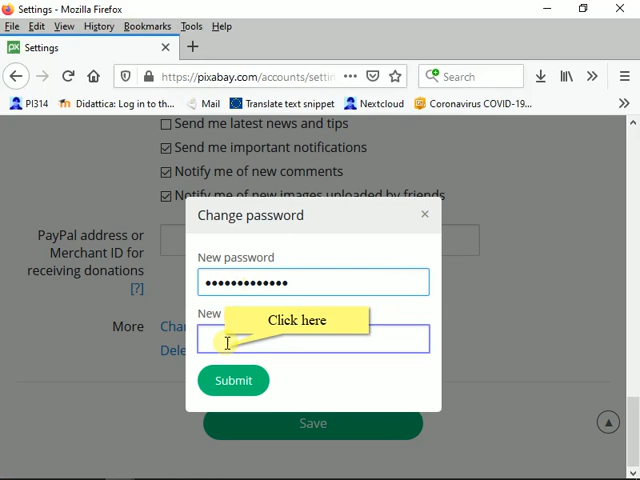 Settings - Mozilla Firefox
File Edit View History Bookmarks Tools Help
px Settings
https://pixabay.com/accounts/settin
Search
PI314 Didattica: Log in to th... Mail Translate text snippet Nextcloud Coronavirus COVID-19...
Send me latest news and tips
Send me important notifications
Notify me of new comments
Notify me of new images uploaded by friends
Change password
×
PayPal address or
Merchant ID for
receiving donations
[?]
New password
•••••••••••••
New
Click here
More
Chan
Dele
Submit
Save